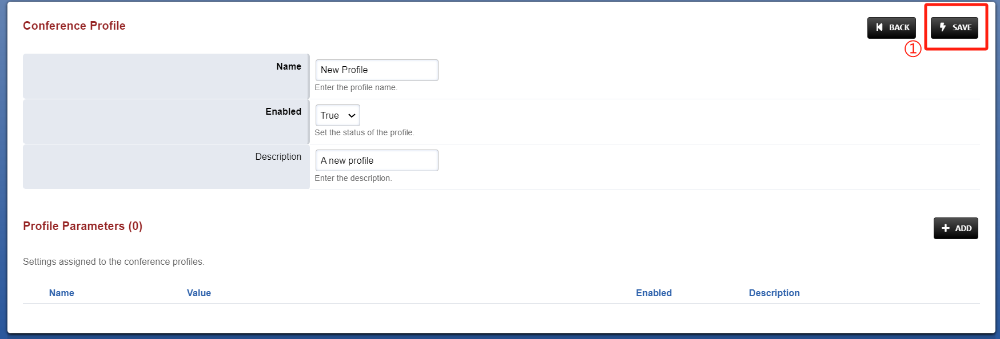 Conference Profile
BACK
SAVE
①
Name
New Profile
Enter the profile name.
Enabled
True
Set the status of the profile.
Description
A new profile
Enter the description.
Profile Parameters (0)
ADD
Settings assigned to the conference profiles.
Name Value Enabled Description